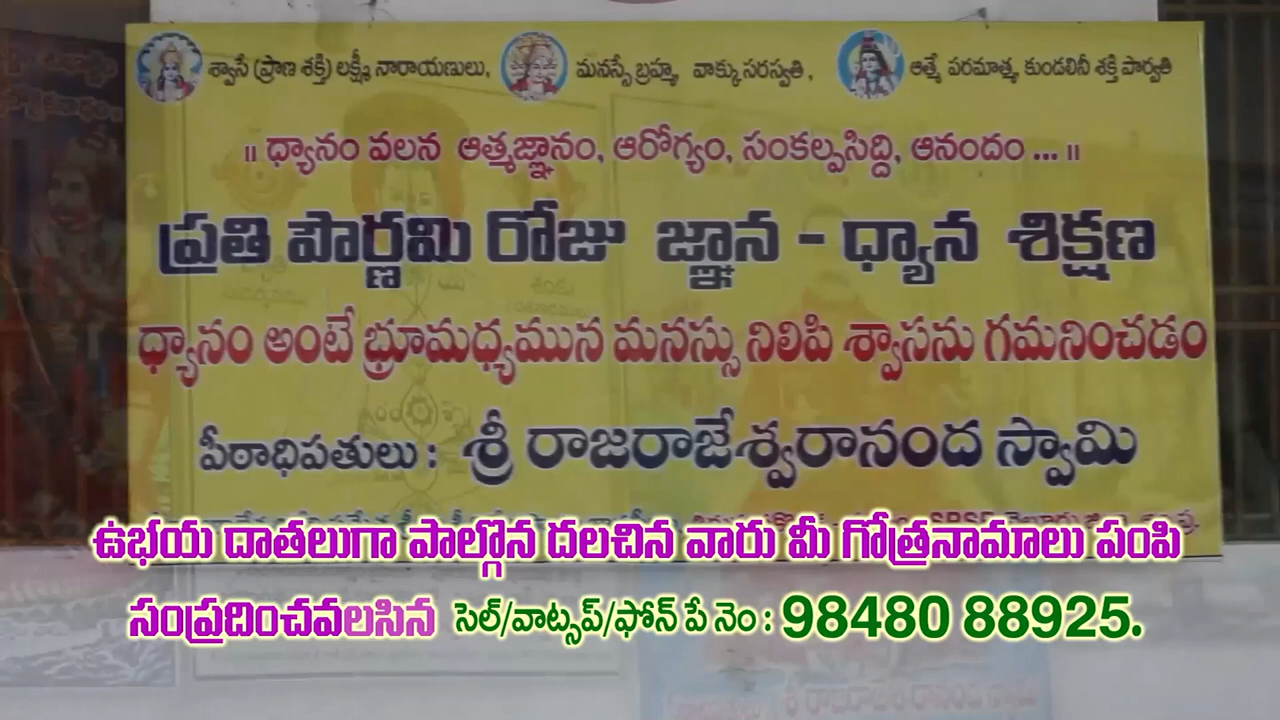 శ్వాసే (ప్రాణ శక్తి) లక్ష్మీ నారాయణులు, మనస్సే బ్రహ్మ, వాక్కు సరస్వతి, ఆత్మే పరమాత్మ, కుండలినీ శక్తి పార్వతి
॥ ధ్యానం వలన ఆత్మజ్ఞానం, ఆరోగ్యం, సంకల్పసిద్ది, ఆనందం ... ॥
ప్రతి పౌర్ణమి రోజు జ్ఞాన - ధ్యాన శిక్షణ
ధ్యానం అంటే భ్రూమధ్యమున మనస్సు నిలిపి శ్వాసను గమనించడం
పీఠాధిపతులు : శ్రీ రాజరాజేశ్వరానంద స్వామి
ఉభయ దాతలుగా పాల్గొన దలచిన వారు మీ గోత్రనామాలు పంపి
సంప్రదించవలసిన సెల్/వాట్సప్/ఫోన్ పే నెం : 98480 88925.